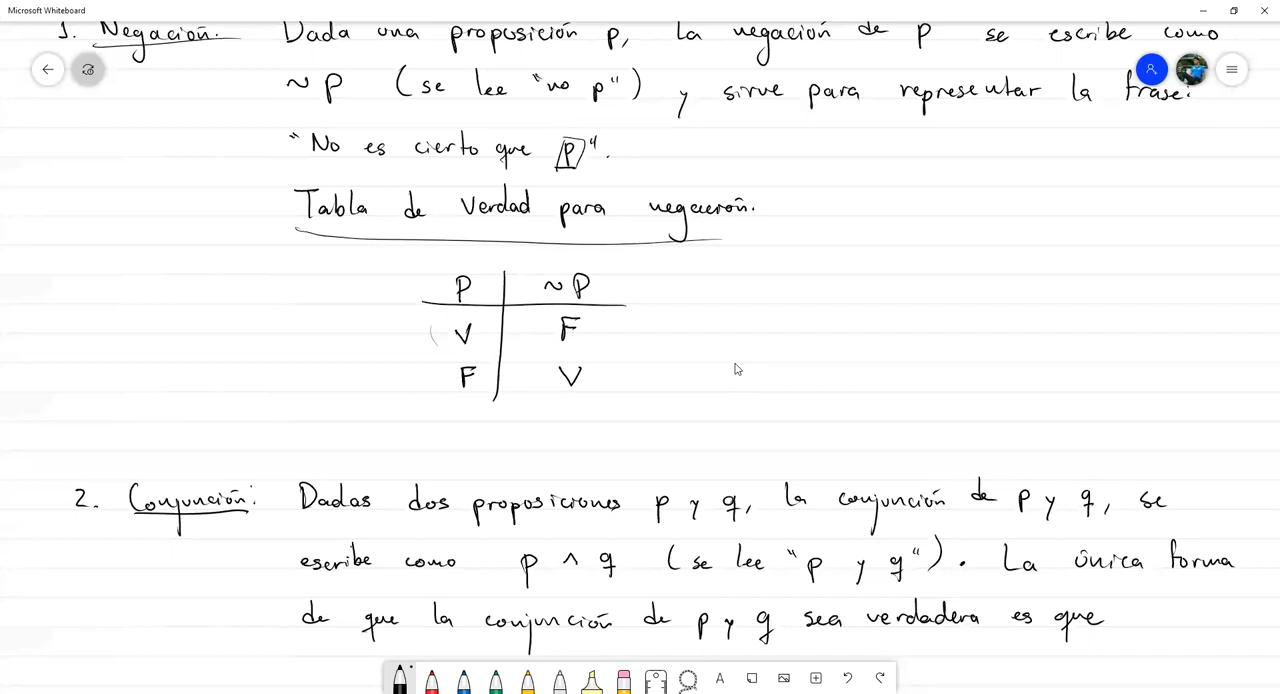 Microsoft Whiteboard
1. Negación. Dada una proposición p, la negación de p se escribe como
~p (se lee "no p") y sirve para representar la frase:
"No es cierto que p".
Tabla de Verdad para negación.
P ~P
V F
F V
2. Conjunción: Dadas dos proposiciones p y q, la conjunción de p y q, se
escribe como p ∧ q (se lee "p y q"). La única forma
de que la conjunción de p y q sea verdadera es que
A